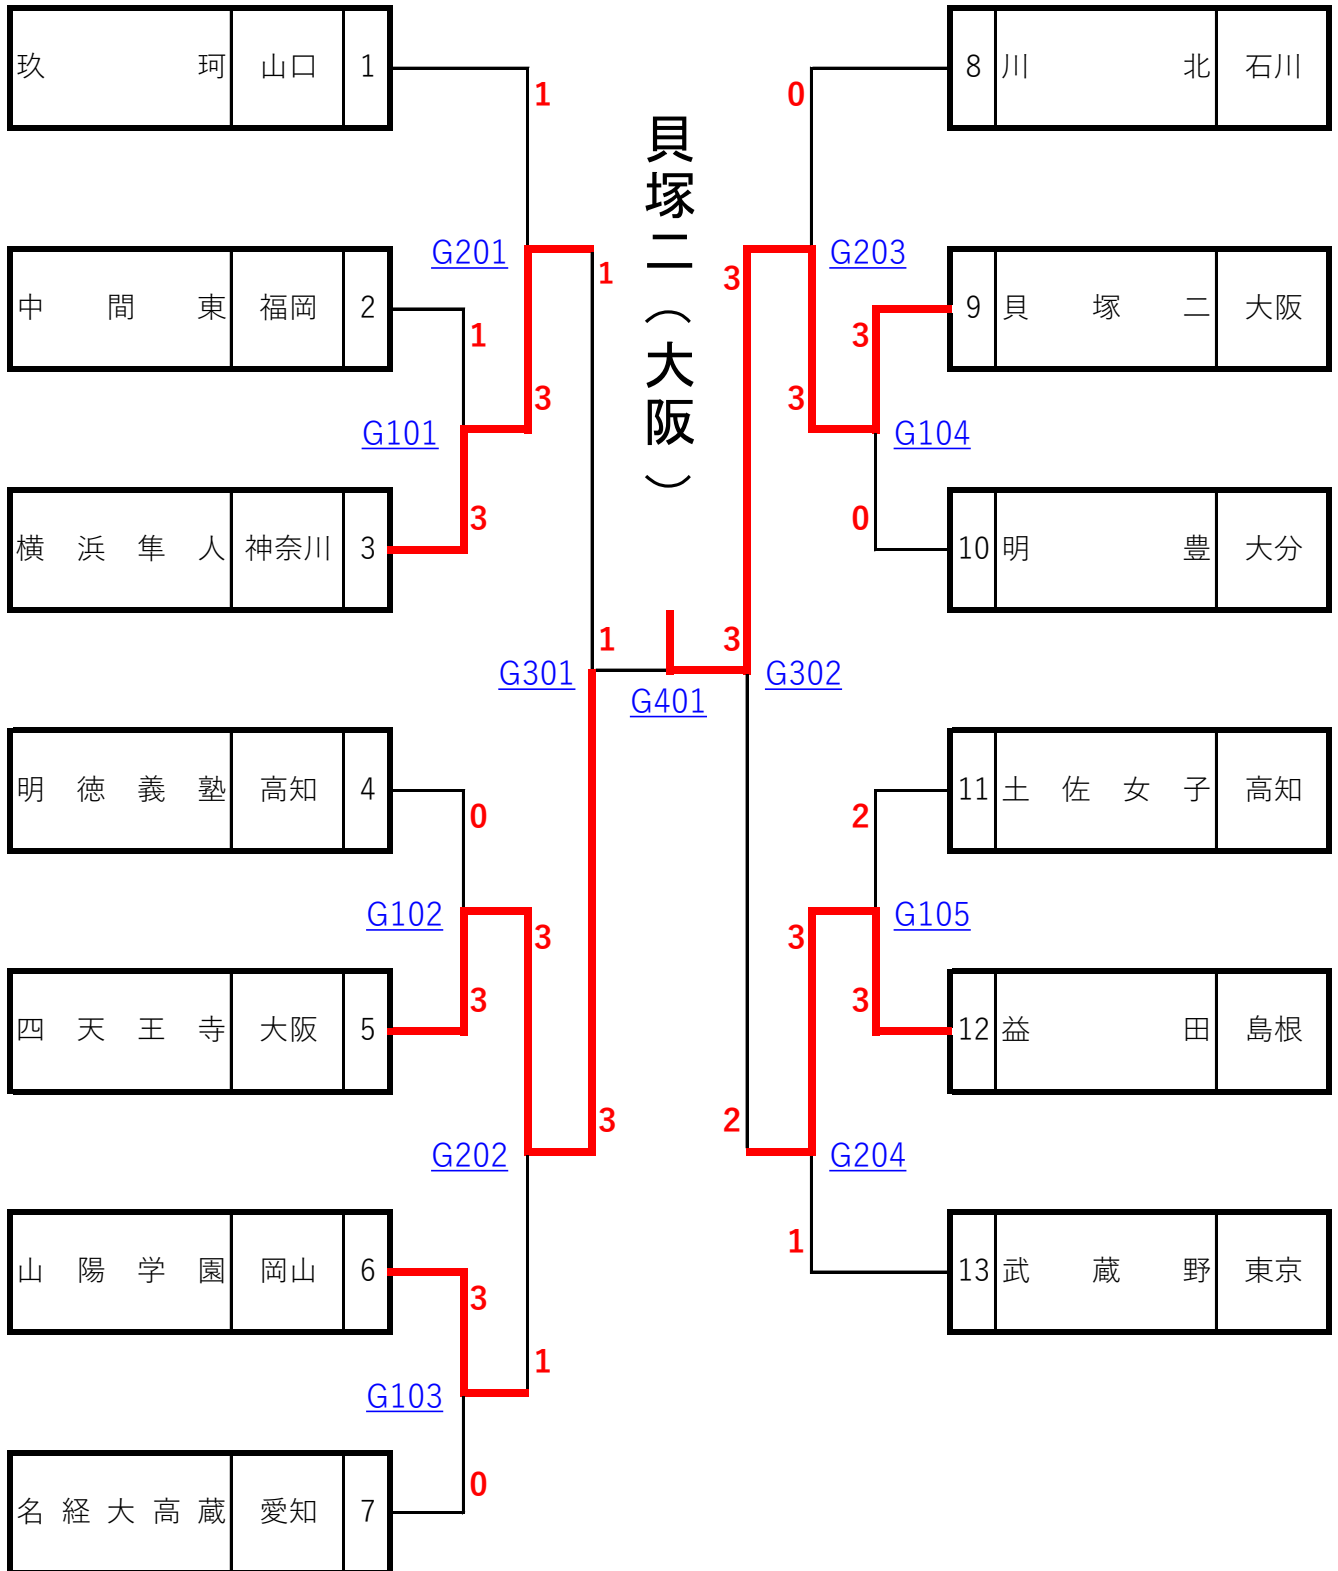 玖珂 山口 1
中間東 福岡 2
横浜隼人 神奈川 3
明徳義塾 高知 4
四天王寺 大阪 5
山陽学園 岡山 6
名経大高蔵 愛知 7
1
G201
1
3
1
G101
3
1
G301
0
G102
3
3
3
G202
3
1
G103
0
貝塚二（大阪）
G401
0
3
G203
3
3
G104
0
3
G302
2
3
G105
3
2
G204
1
8 川北 石川
9 貝塚二 大阪
10 明豊 大分
11 土佐女子 高知
12 益田 島根
13 武蔵野 東京